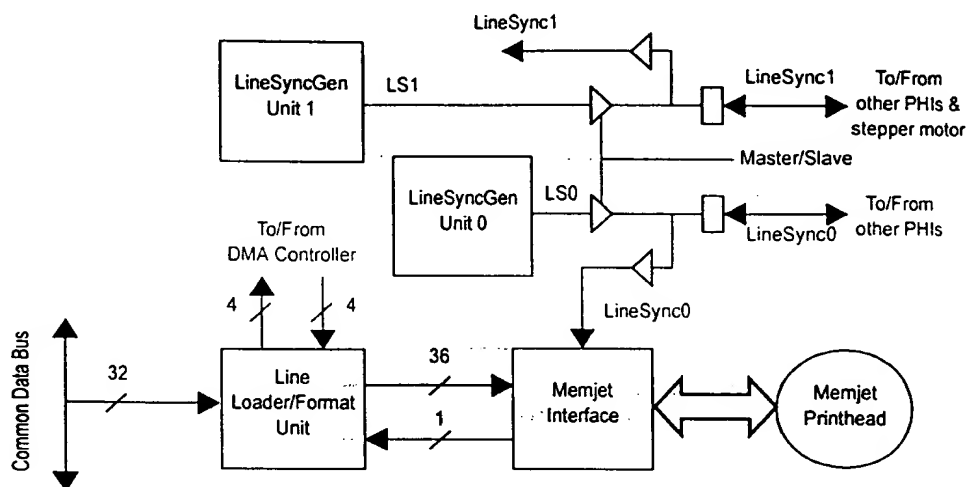 LineSync1
LineSyncGen
Unit 1
LS1
LineSync1
To/From
other PHIs &
stepper motor
Master/Slave
LineSyncGen
Unit 0
LS0
To/From
other PHIs
LineSync0
To/From
DMA Controller
4
4
LineSync0
Common Data Bus
32
Line
Loader/Format
Unit
36
1
Memjet
Interface
Memjet
Printhead